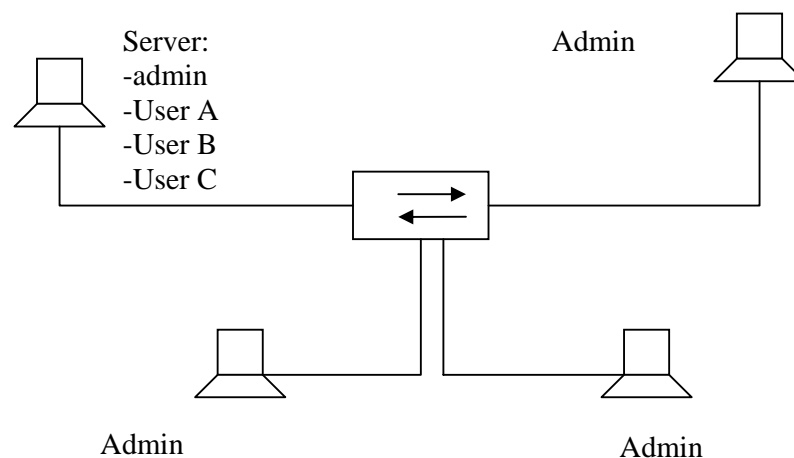 Server:
-admin
-User A
-User B
-User C
Admin
Admin
Admin